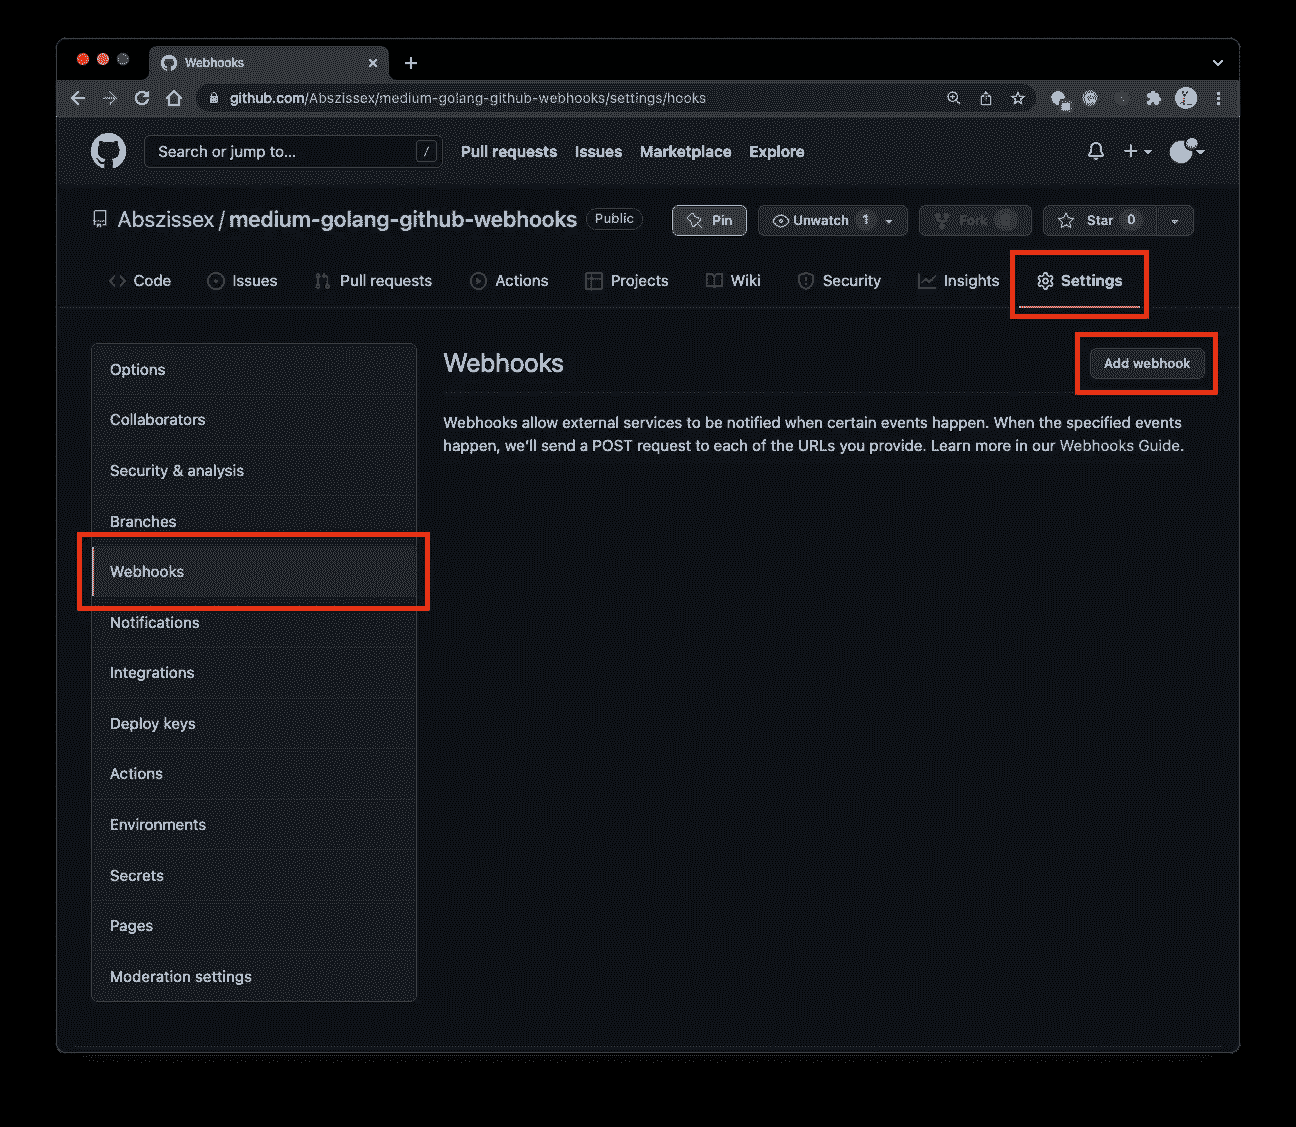 Webhooks
github.com/Abszissex/medium-golang-github-webhooks/settings/hooks
Search or jump to... / Pull requests Issues Marketplace Explore
Abszissex / medium-golang-github-webhooks Public Pin Unwatch 1 Fork Star 0
Code Issues Pull requests Actions Projects Wiki Security Insights Settings
Options
Collaborators
Security & analysis
Branches
Webhooks
Notifications
Integrations
Deploy keys
Actions
Environments
Secrets
Pages
Moderation settings
Webhooks Add webhook
Webhooks allow external services to be notified when certain events happen. When the specified events
happen, we'll send a POST request to each of the URLs you provide. Learn more in our Webhooks Guide.